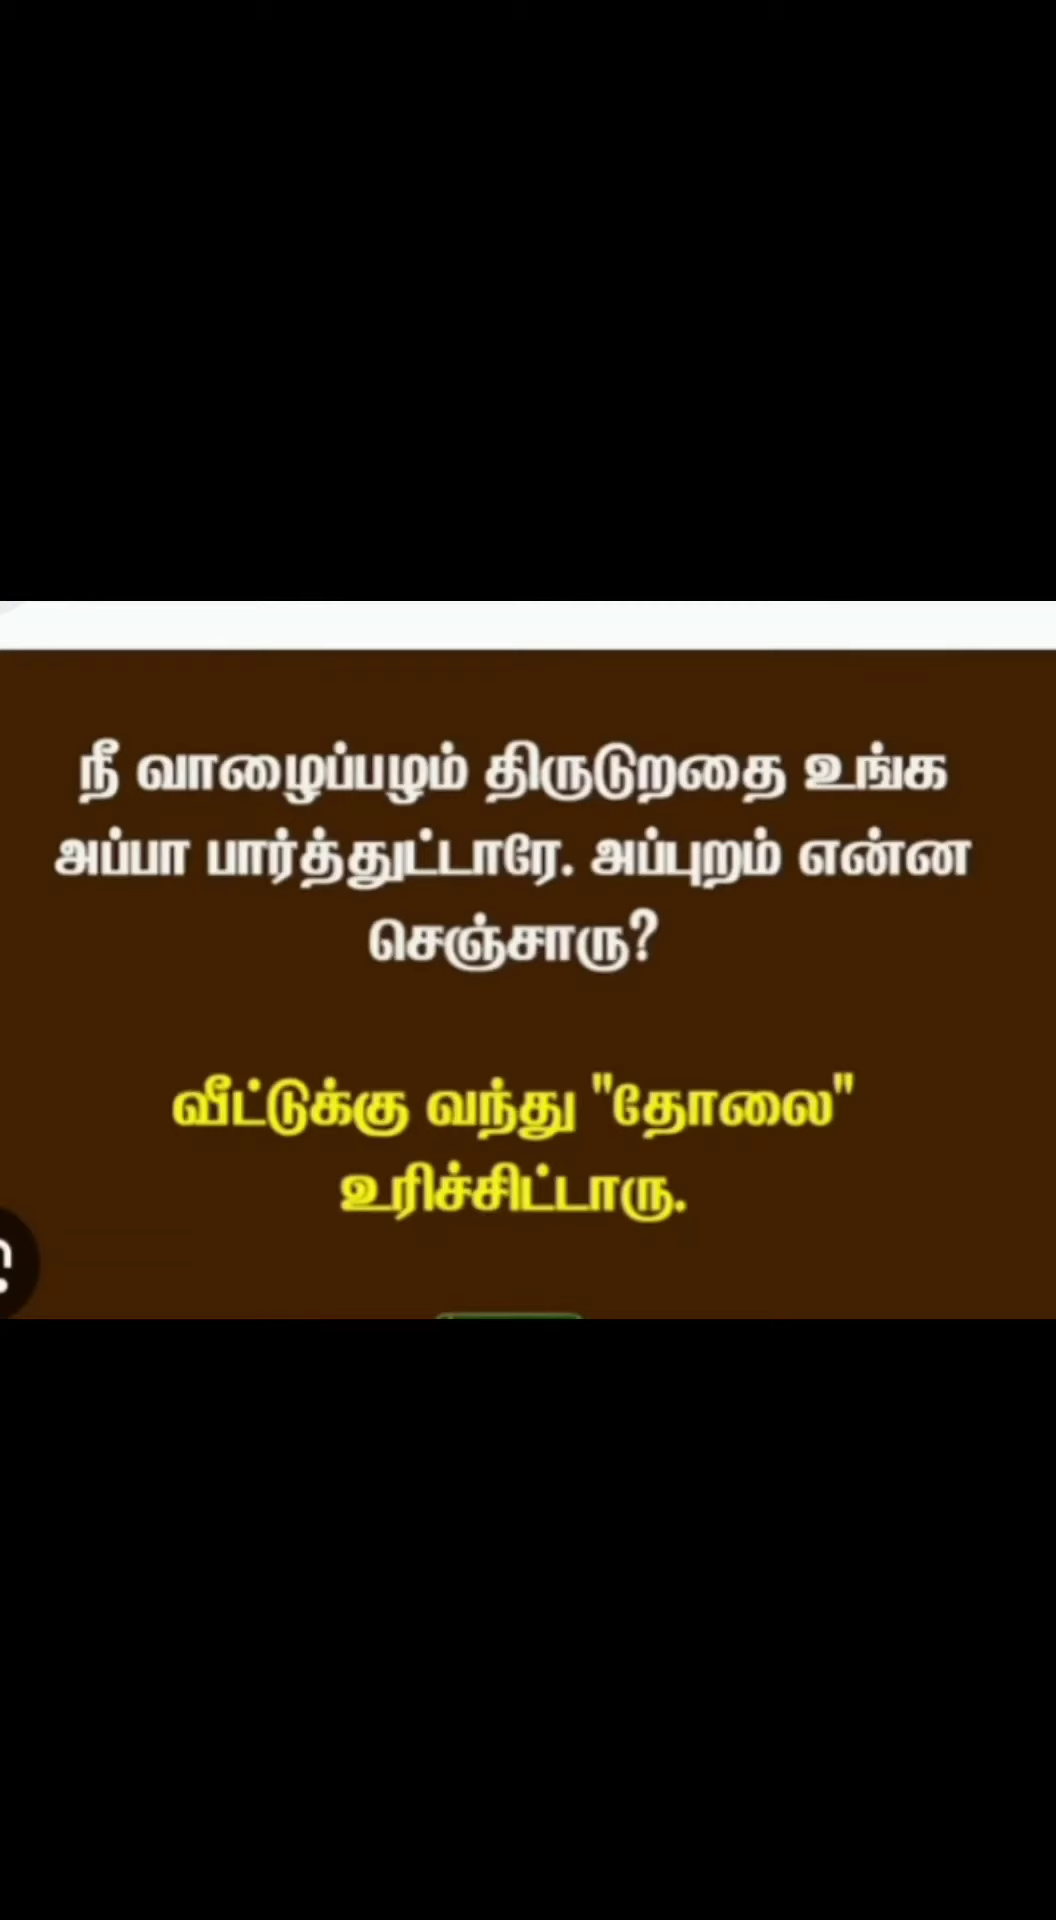 நீ வாழைப்பழம் திருடுறதை உங்க
அப்பா பார்த்துட்டாரே. அப்புறம் என்ன
செஞ்சாரு?
வீட்டுக்கு வந்து "தோலை"
உரிச்சிட்டாரு.